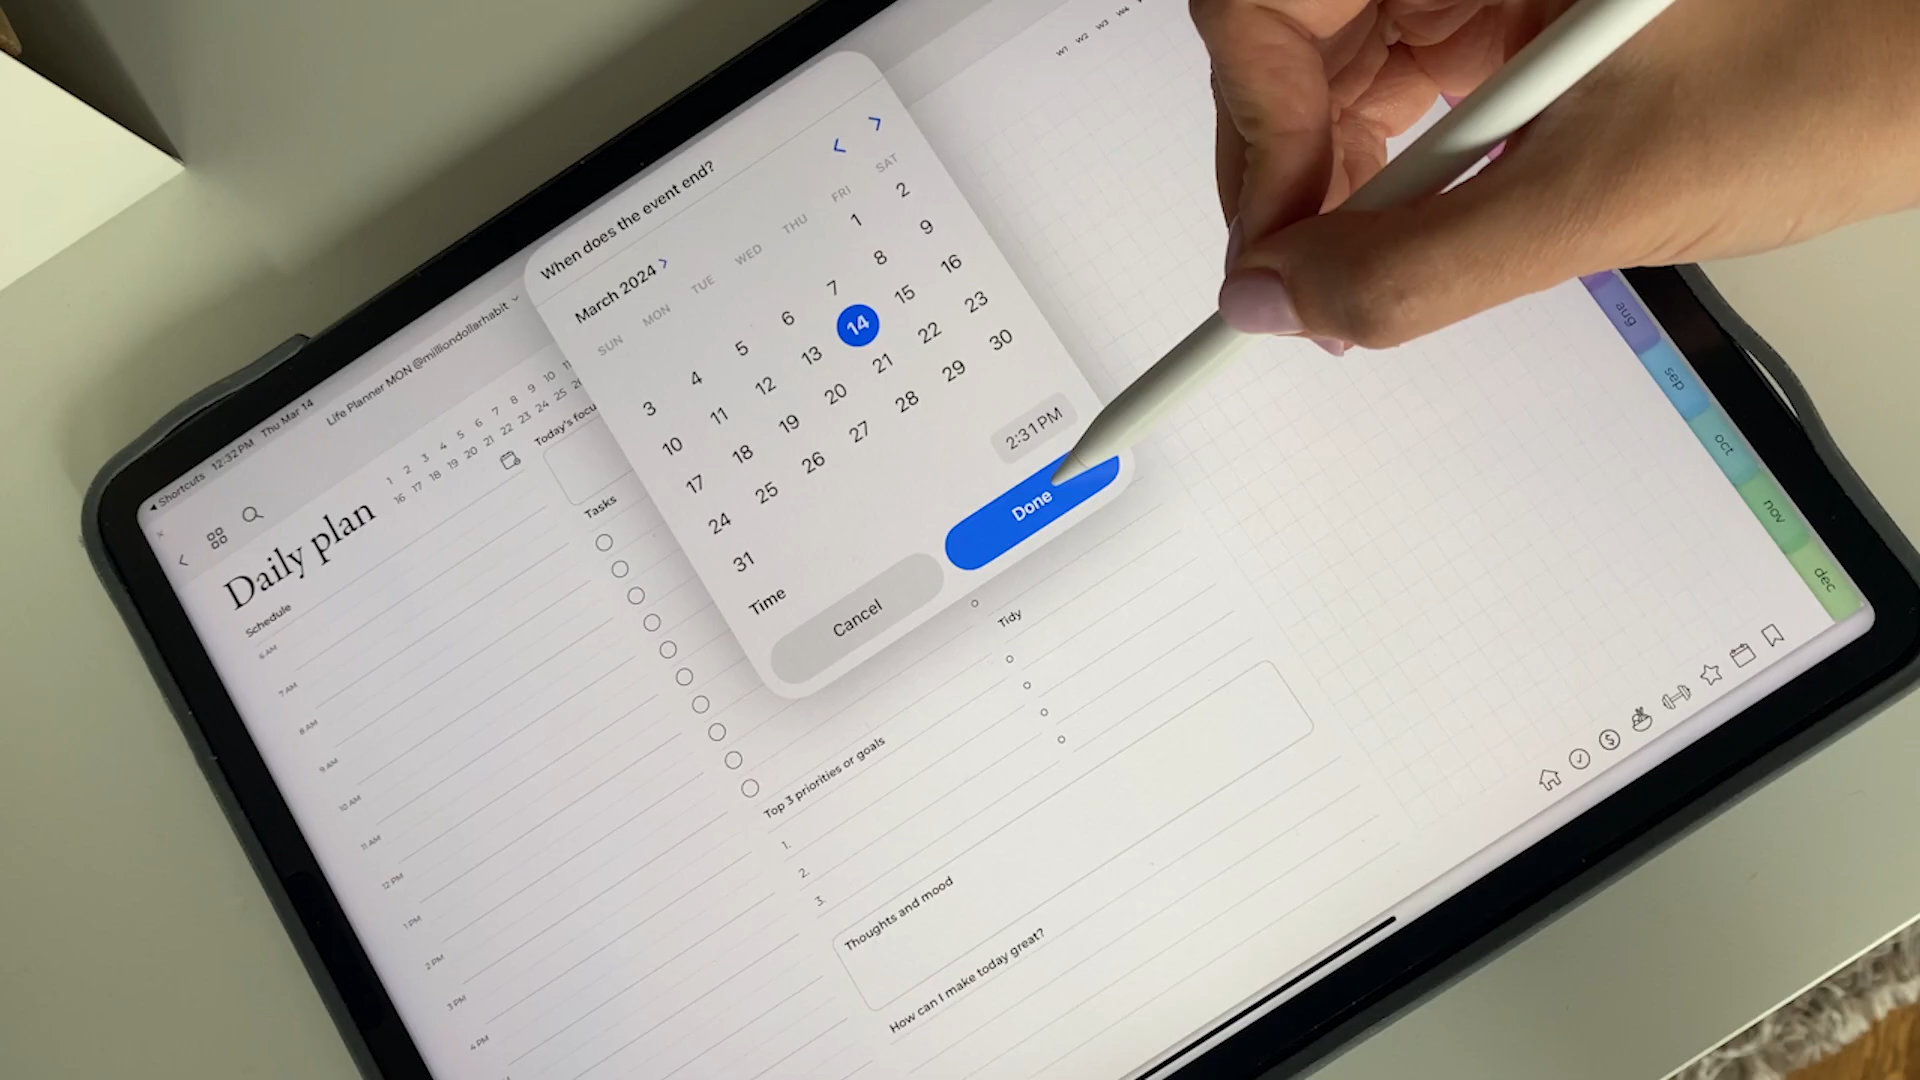 ◀ Shortcuts 12:32 PM Thu Mar 14
Life Planner MON @milliondollarhabit
Daily plan
1 2 3 4 5 6 7 8 9 10 11
16 17 18 19 20 21 22 23 24 25
Schedule
6 AM
7 AM
8 AM
9 AM
10 AM
11 AM
12 PM
1 PM
2 PM
3 PM
4 PM
Today's focu
Tasks
When does the event end?
March 2024
SUN MON TUE WED THU FRI SAT
1 2
3 4 5 6 7 8 9
10 11 12 13 14 15 16
17 18 19 20 21 22 23
24 25 26 27 28 29 30
31
Time 2:31 PM
Cancel Done
Tidy
Top 3 priorities or goals
1.
2.
3.
Thoughts and mood
How can I make today great?
W1 W2 W3 W4
aug
sep
oct
nov
dec